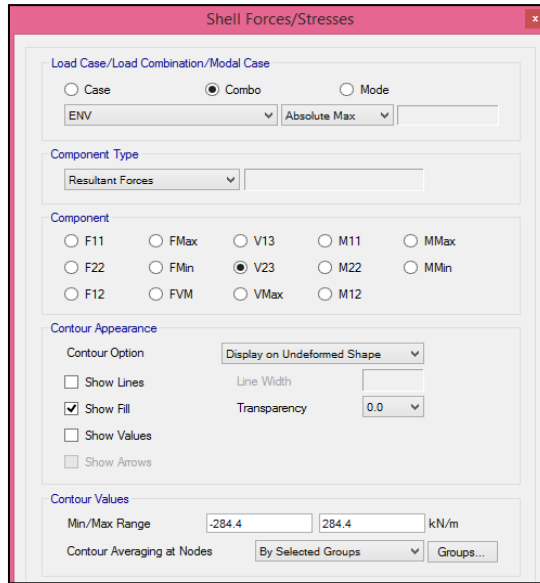 Shell Forces/Stresses
x
Load Case/Load Combination/Modal Case
Case Combo Mode
ENV Absolute Max
Component Type
Resultant Forces
Component
F11 FMax V13 M11 MMax
F22 FMin V23 M22 MMin
F12 FVM VMax M12
Contour Appearance
Contour Option Display on Undeformed Shape
Show Lines Line Width
Show Fill Transparency 0.0
Show Values
Show Arrows
Contour Values
Min/Max Range -284.4 284.4 kN/m
Contour Averaging at Nodes By Selected Groups Groups...